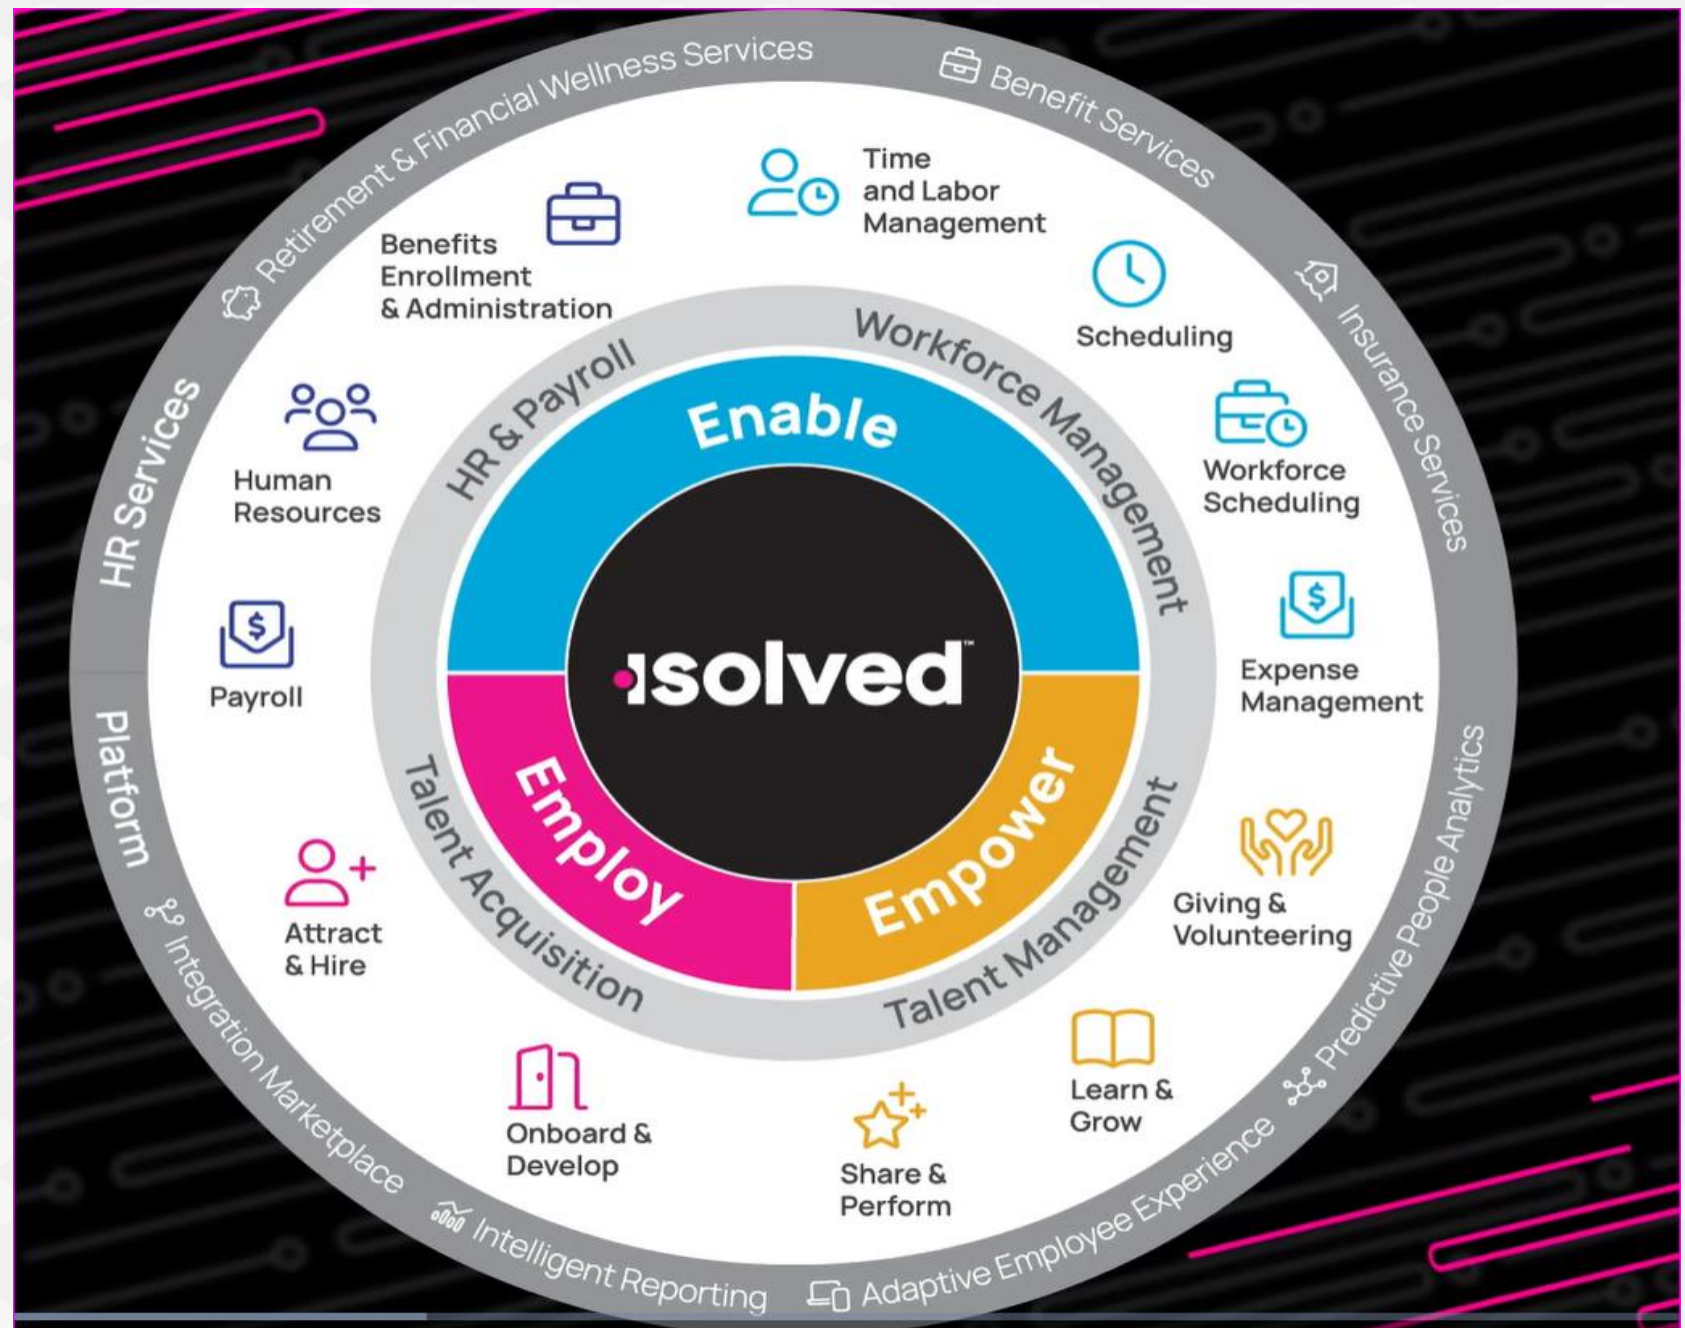 Retirement & Financial Wellness Services
Benefit Services
Insurance Services
HR Services
Platform
Integration Marketplace
Intelligent Reporting
Adaptive Employee Experience
Predictive People Analytics
Benefits
Enrollment
& Administration
Time
and Labor
Management
Scheduling
Workforce
Scheduling
Expense
Management
Human
Resources
Payroll
Attract
& Hire
Onboard &
Develop
Share &
Perform
Learn &
Grow
Giving &
Volunteering
HR & Payroll
Workforce Management
Talent Acquisition
Talent Management
Enable
Employ
Empower
isolved™